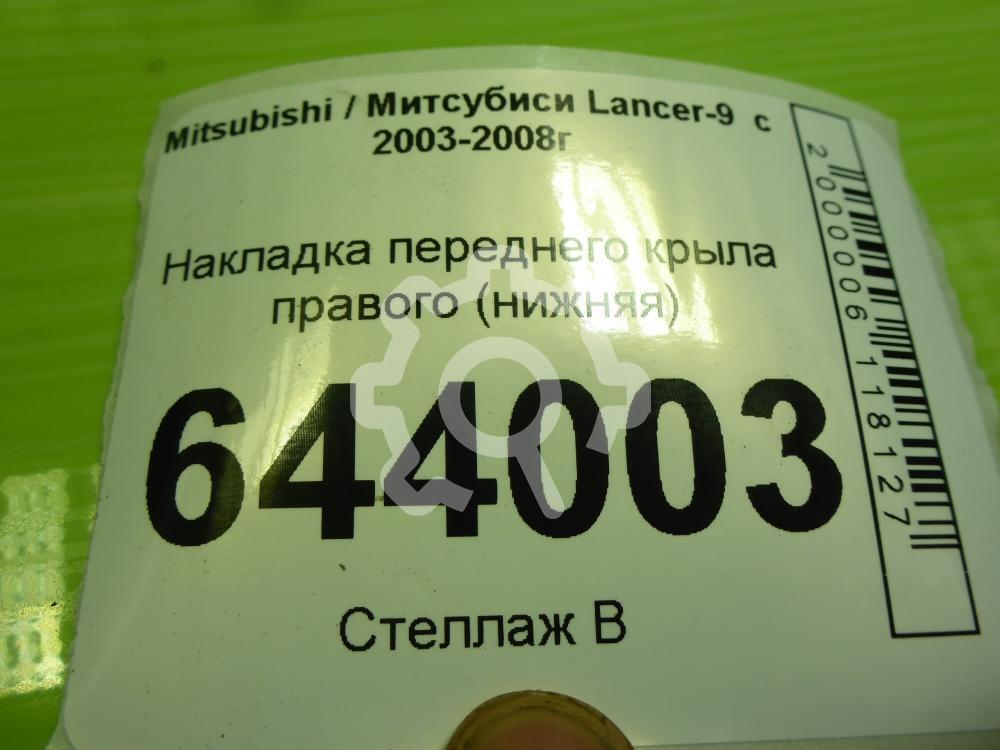 Mitsubishi / Митсубиси Lancer-9 с
2003-2008г
Накладка переднего крыла
правого (нижняя)
644003
Стеллаж В
2000006118127